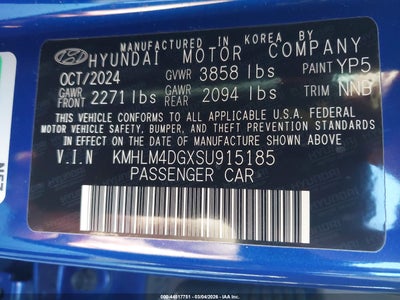 MANUFACTURED IN KOREA BY
HYUNDAI MOTOR COMPANY
OCT/2024 GVWR 3858 lbs PAINT YP5
GAWR FRONT 2271 lbs GAWR REAR 2094 lbs TRIM NNB
THIS VEHICLE CONFORMS TO ALL APPLICABLE U.S. FEDERAL
MOTOR VEHICLE SAFETY, BUMPER, AND THEFT PREVENTION STANDARDS
IN EFFECT ON THE DATE OF MANUFACTURE SHOWN ABOVE.
V.I.N KMHLM4DGXSU915185
PASSENGER CAR